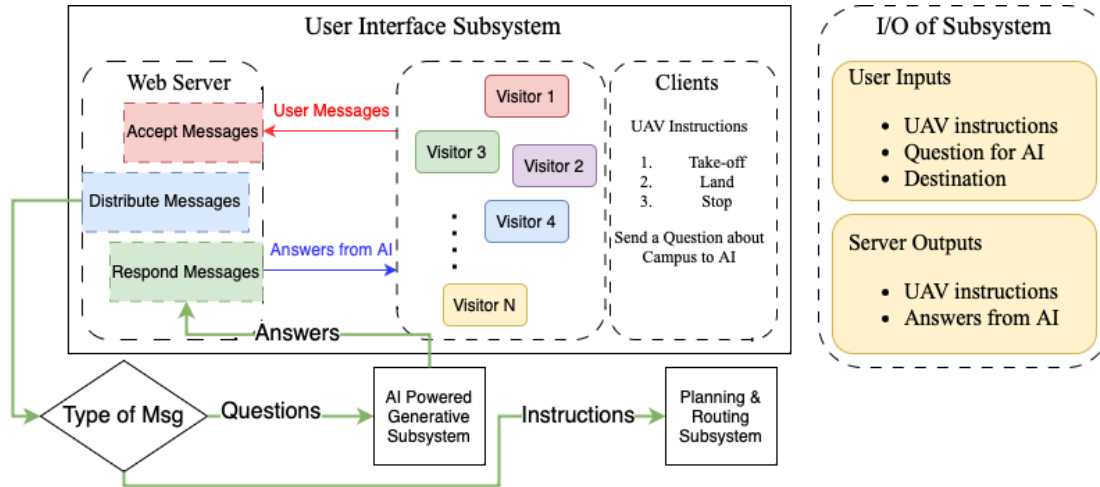 User Interface Subsystem
Web Server
Accept Messages
Distribute Messages
Respond Messages
User Messages
Answers from AI
Answers
Visitor 1
Visitor 3
Visitor 2
Visitor 4
Visitor N
Clients
UAV Instructions
1. Take-off
2. Land
3. Stop
Send a Question about
Campus to AI
Type of Msg
Questions
AI Powered
Generative
Subsystem
Instructions
Planning &
Routing
Subsystem
I/O of Subsystem
User Inputs
• UAV instructions
• Question for AI
• Destination
Server Outputs
• UAV instructions
• Answers from AI